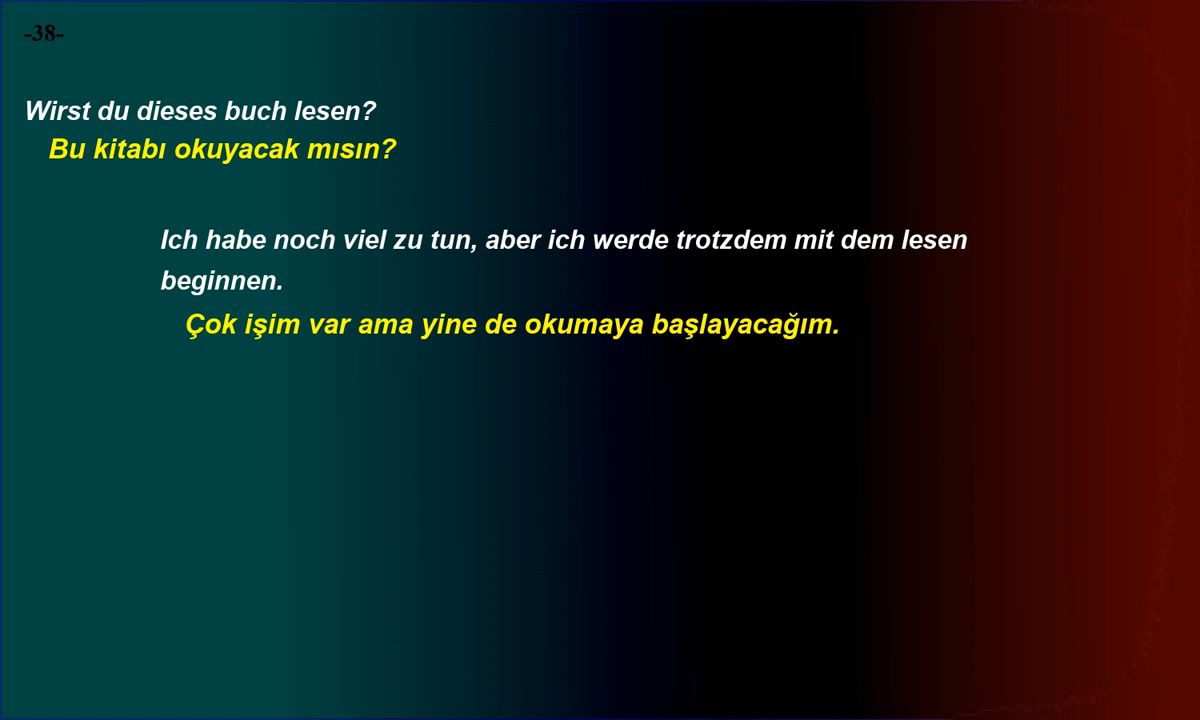 -38-
Wirst du dieses buch lesen?
Bu kitabı okuyacak mısın?
Ich habe noch viel zu tun, aber ich werde trotzdem mit dem lesen
beginnen.
Çok işim var ama yine de okumaya başlayacağım.